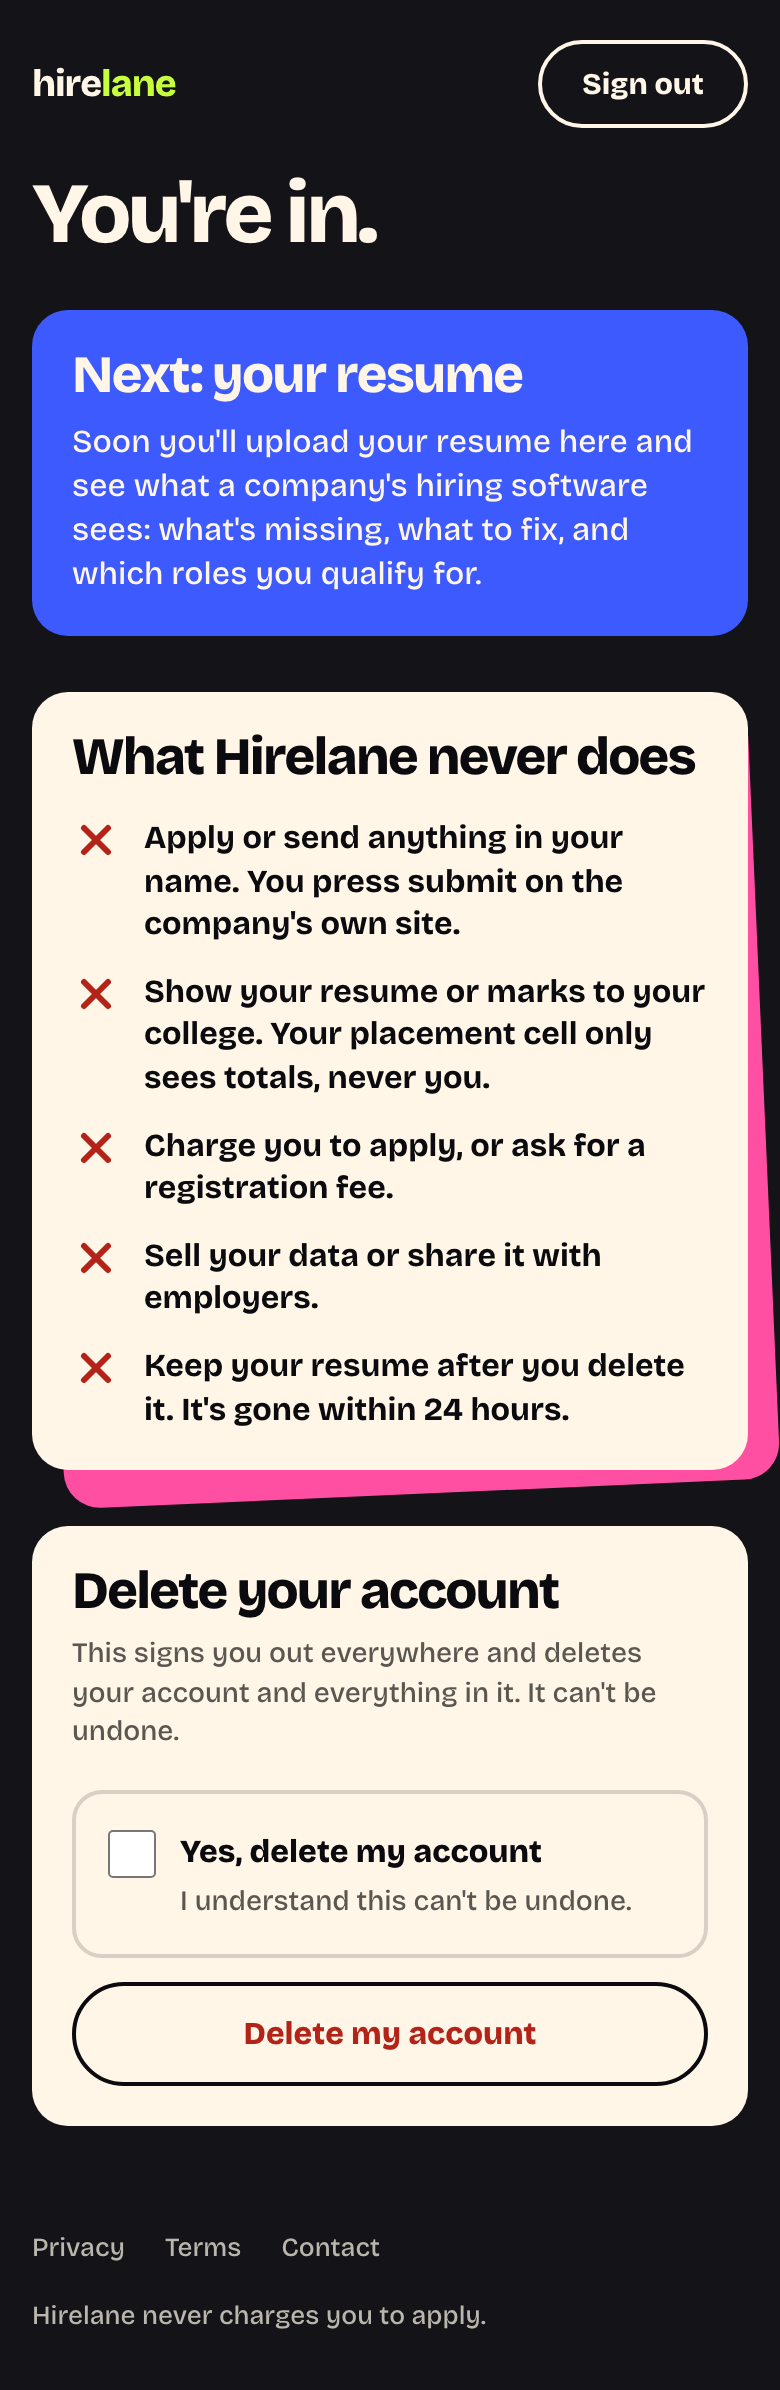 hirelane
Sign out
You're in.
Next: your resume
Soon you'll upload your resume here and
see what a company's hiring software
sees: what's missing, what to fix, and
which roles you qualify for.
What Hirelane never does
Apply or send anything in your
name. You press submit on the
company's own site.
Show your resume or marks to your
college. Your placement cell only
sees totals, never you.
Charge you to apply, or ask for a
registration fee.
Sell your data or share it with
employers.
Keep your resume after you delete
it. It's gone within 24 hours.
Delete your account
This signs you out everywhere and deletes
your account and everything in it. It can't be
undone.
Yes, delete my account
I understand this can't be undone.
Delete my account
Privacy Terms Contact
Hirelane never charges you to apply.